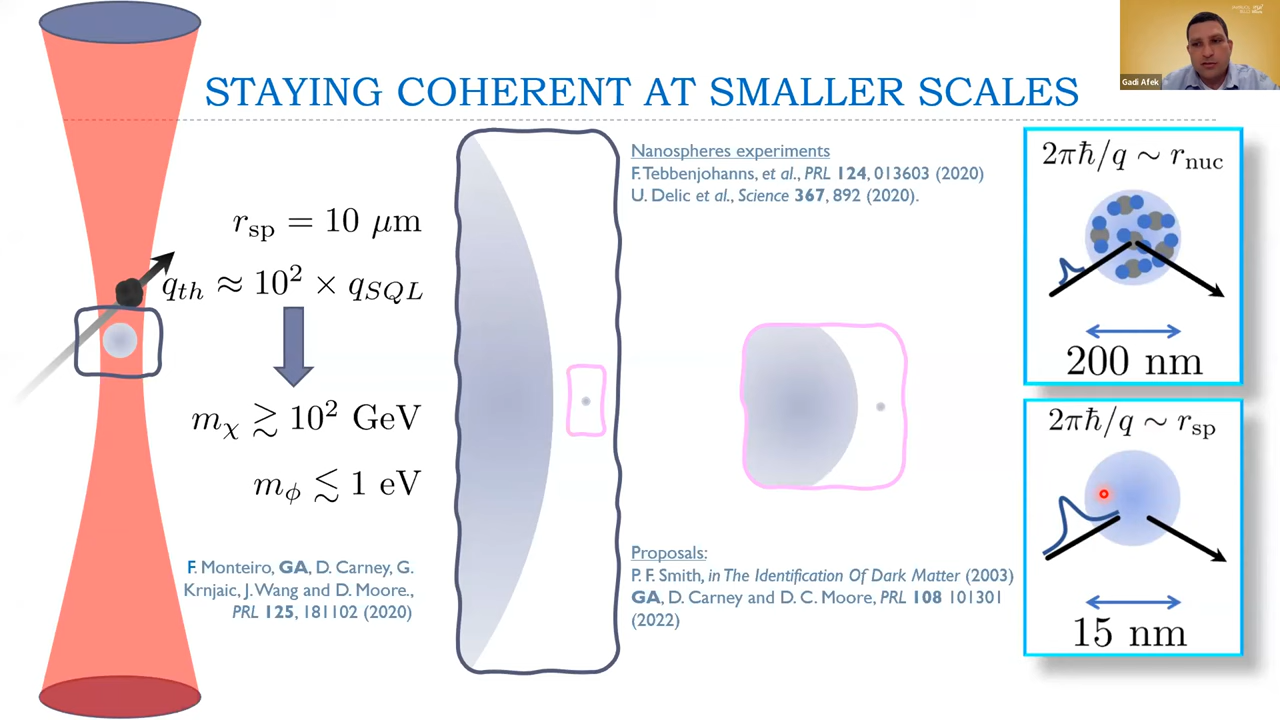 STAYING COHERENT AT SMALLER SCALES
Gadi Afek
r_sp = 10 μm
q_th ≈ 10² × q_SQL
m_χ ≳ 10² GeV
m_ϕ ≲ 1 eV
F. Monteiro, GA, D. Carney, G.
Krnjaic, J. Wang and D. Moore.,
PRL 125, 181102 (2020)
Nanospheres experiments
F. Tebbenjohanns, et al., PRL 124, 013603 (2020)
U. Delic et al., Science 367, 892 (2020).
Proposals:
P. F. Smith, in The Identification Of Dark Matter (2003)
GA, D. Carney and D. C. Moore, PRL 108 101301
(2022)
2πħ/q ∼ r_nuc
200 nm
2πħ/q ∼ r_sp
15 nm